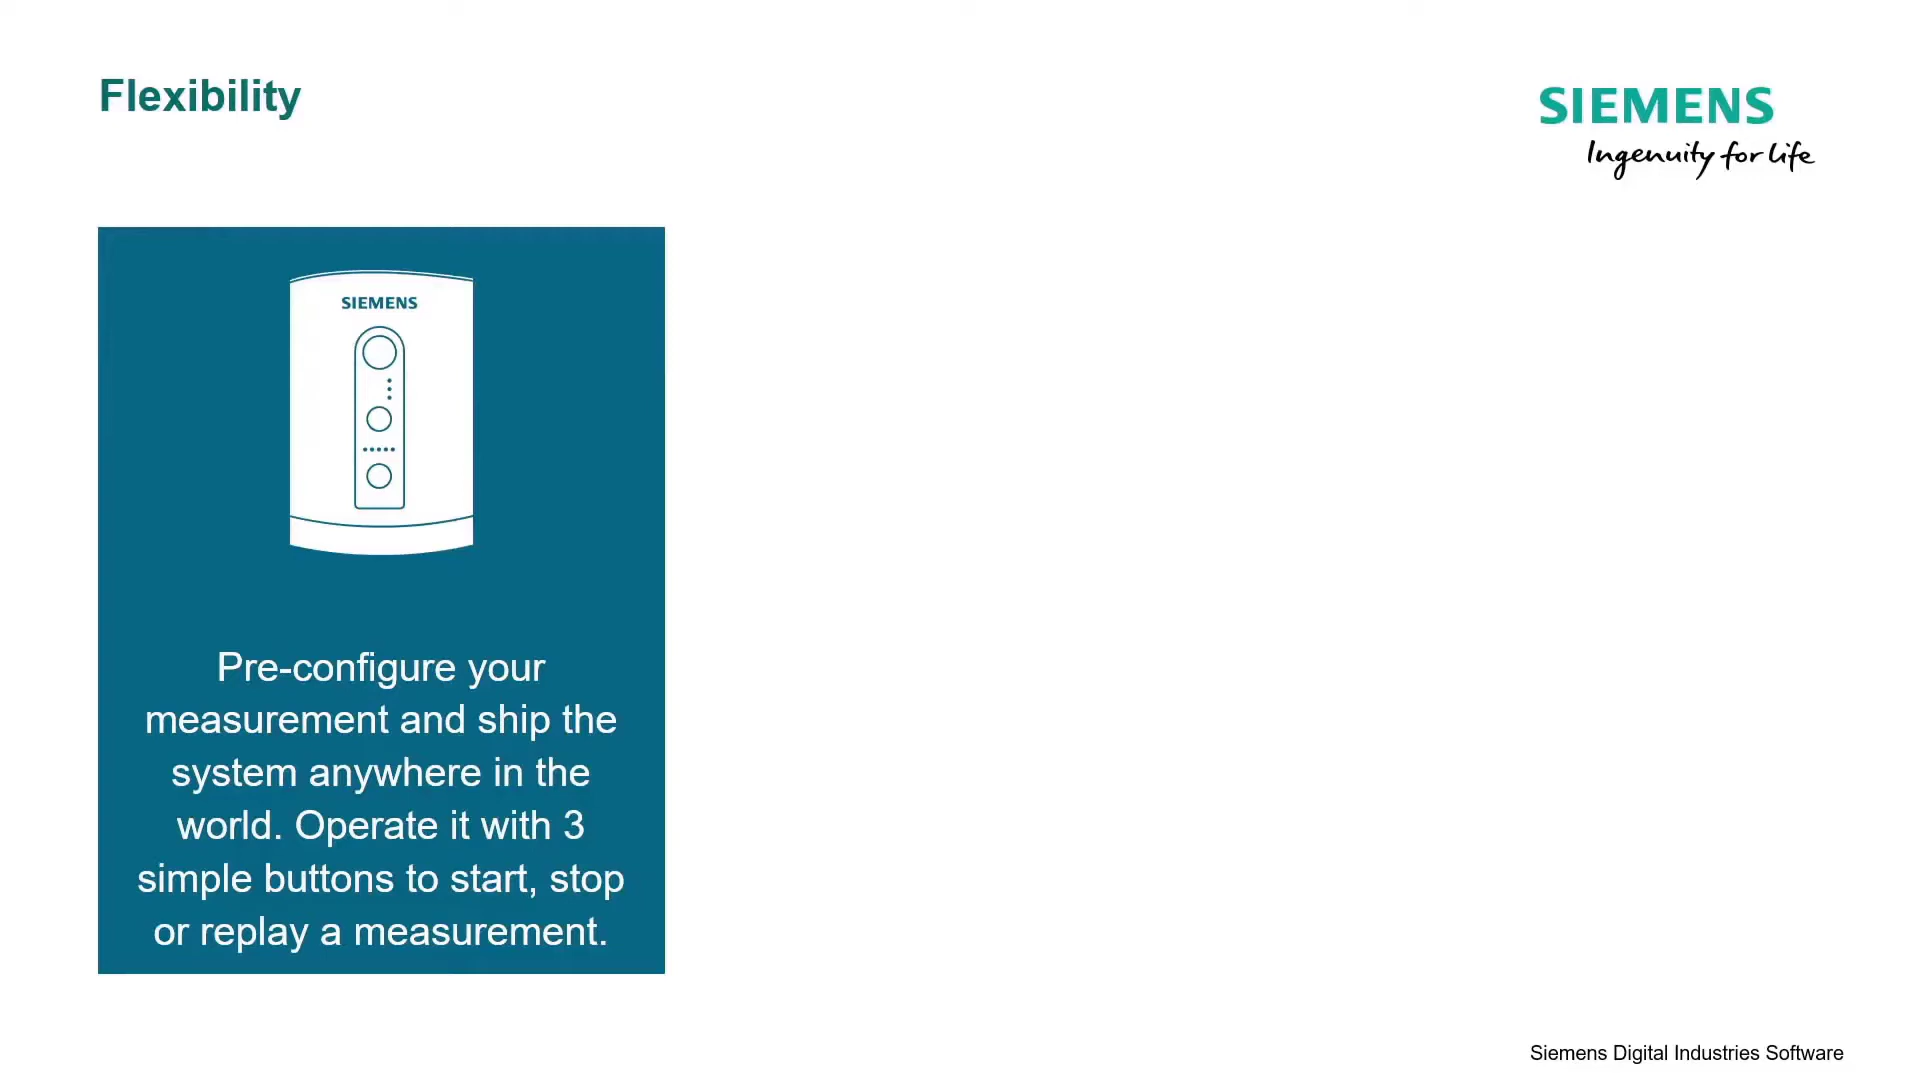 Flexibility
SIEMENS
Ingenuity for life
SIEMENS
Pre-configure your
measurement and ship the
system anywhere in the
world. Operate it with 3
simple buttons to start, stop
or replay a measurement.
Siemens Digital Industries Software